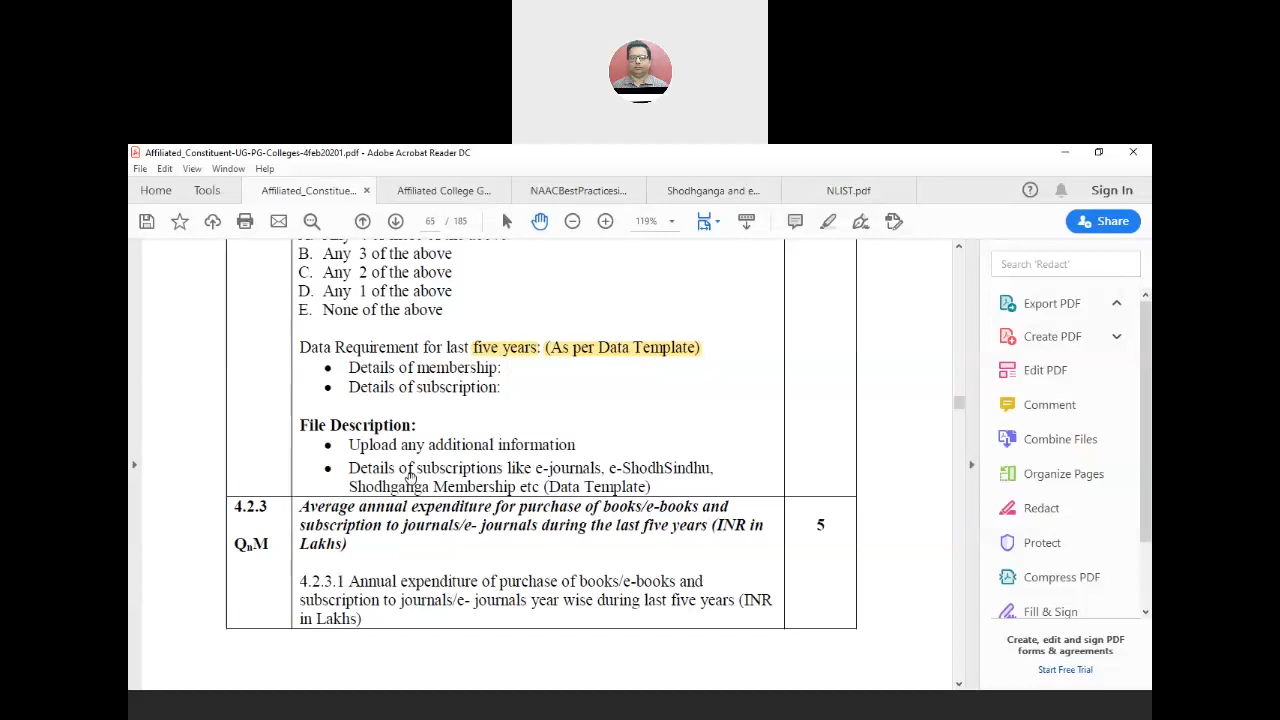 Affiliated_Constituent-UG-PG-Colleges-4feb20201.pdf - Adobe Acrobat Reader DC
File Edit View Window Help
Home Tools Affiliated_Constitue... × Affiliated College G... NAACBestPracticesi... Shodhganga and e... NLIST.pdf Sign In
65 / 185 119% Share
B. Any 3 of the above
C. Any 2 of the above
D. Any 1 of the above
E. None of the above
Data Requirement for last five years: (As per Data Template)
• Details of membership:
• Details of subscription:
File Description:
• Upload any additional information
• Details of subscriptions like e-journals, e-ShodhSindhu,
Shodhganga Membership etc (Data Template)
4.2.3
QnM
Average annual expenditure for purchase of books/e-books and
subscription to journals/e- journals during the last five years (INR in
Lakhs)
5
4.2.3.1 Annual expenditure of purchase of books/e-books and
subscription to journals/e- journals year wise during last five years (INR
in Lakhs)
Search 'Redact'
Export PDF
Create PDF
Edit PDF
Comment
Combine Files
Organize Pages
Redact
Protect
Compress PDF
Fill & Sign
Create, edit and sign PDF
forms & agreements
Start Free Trial